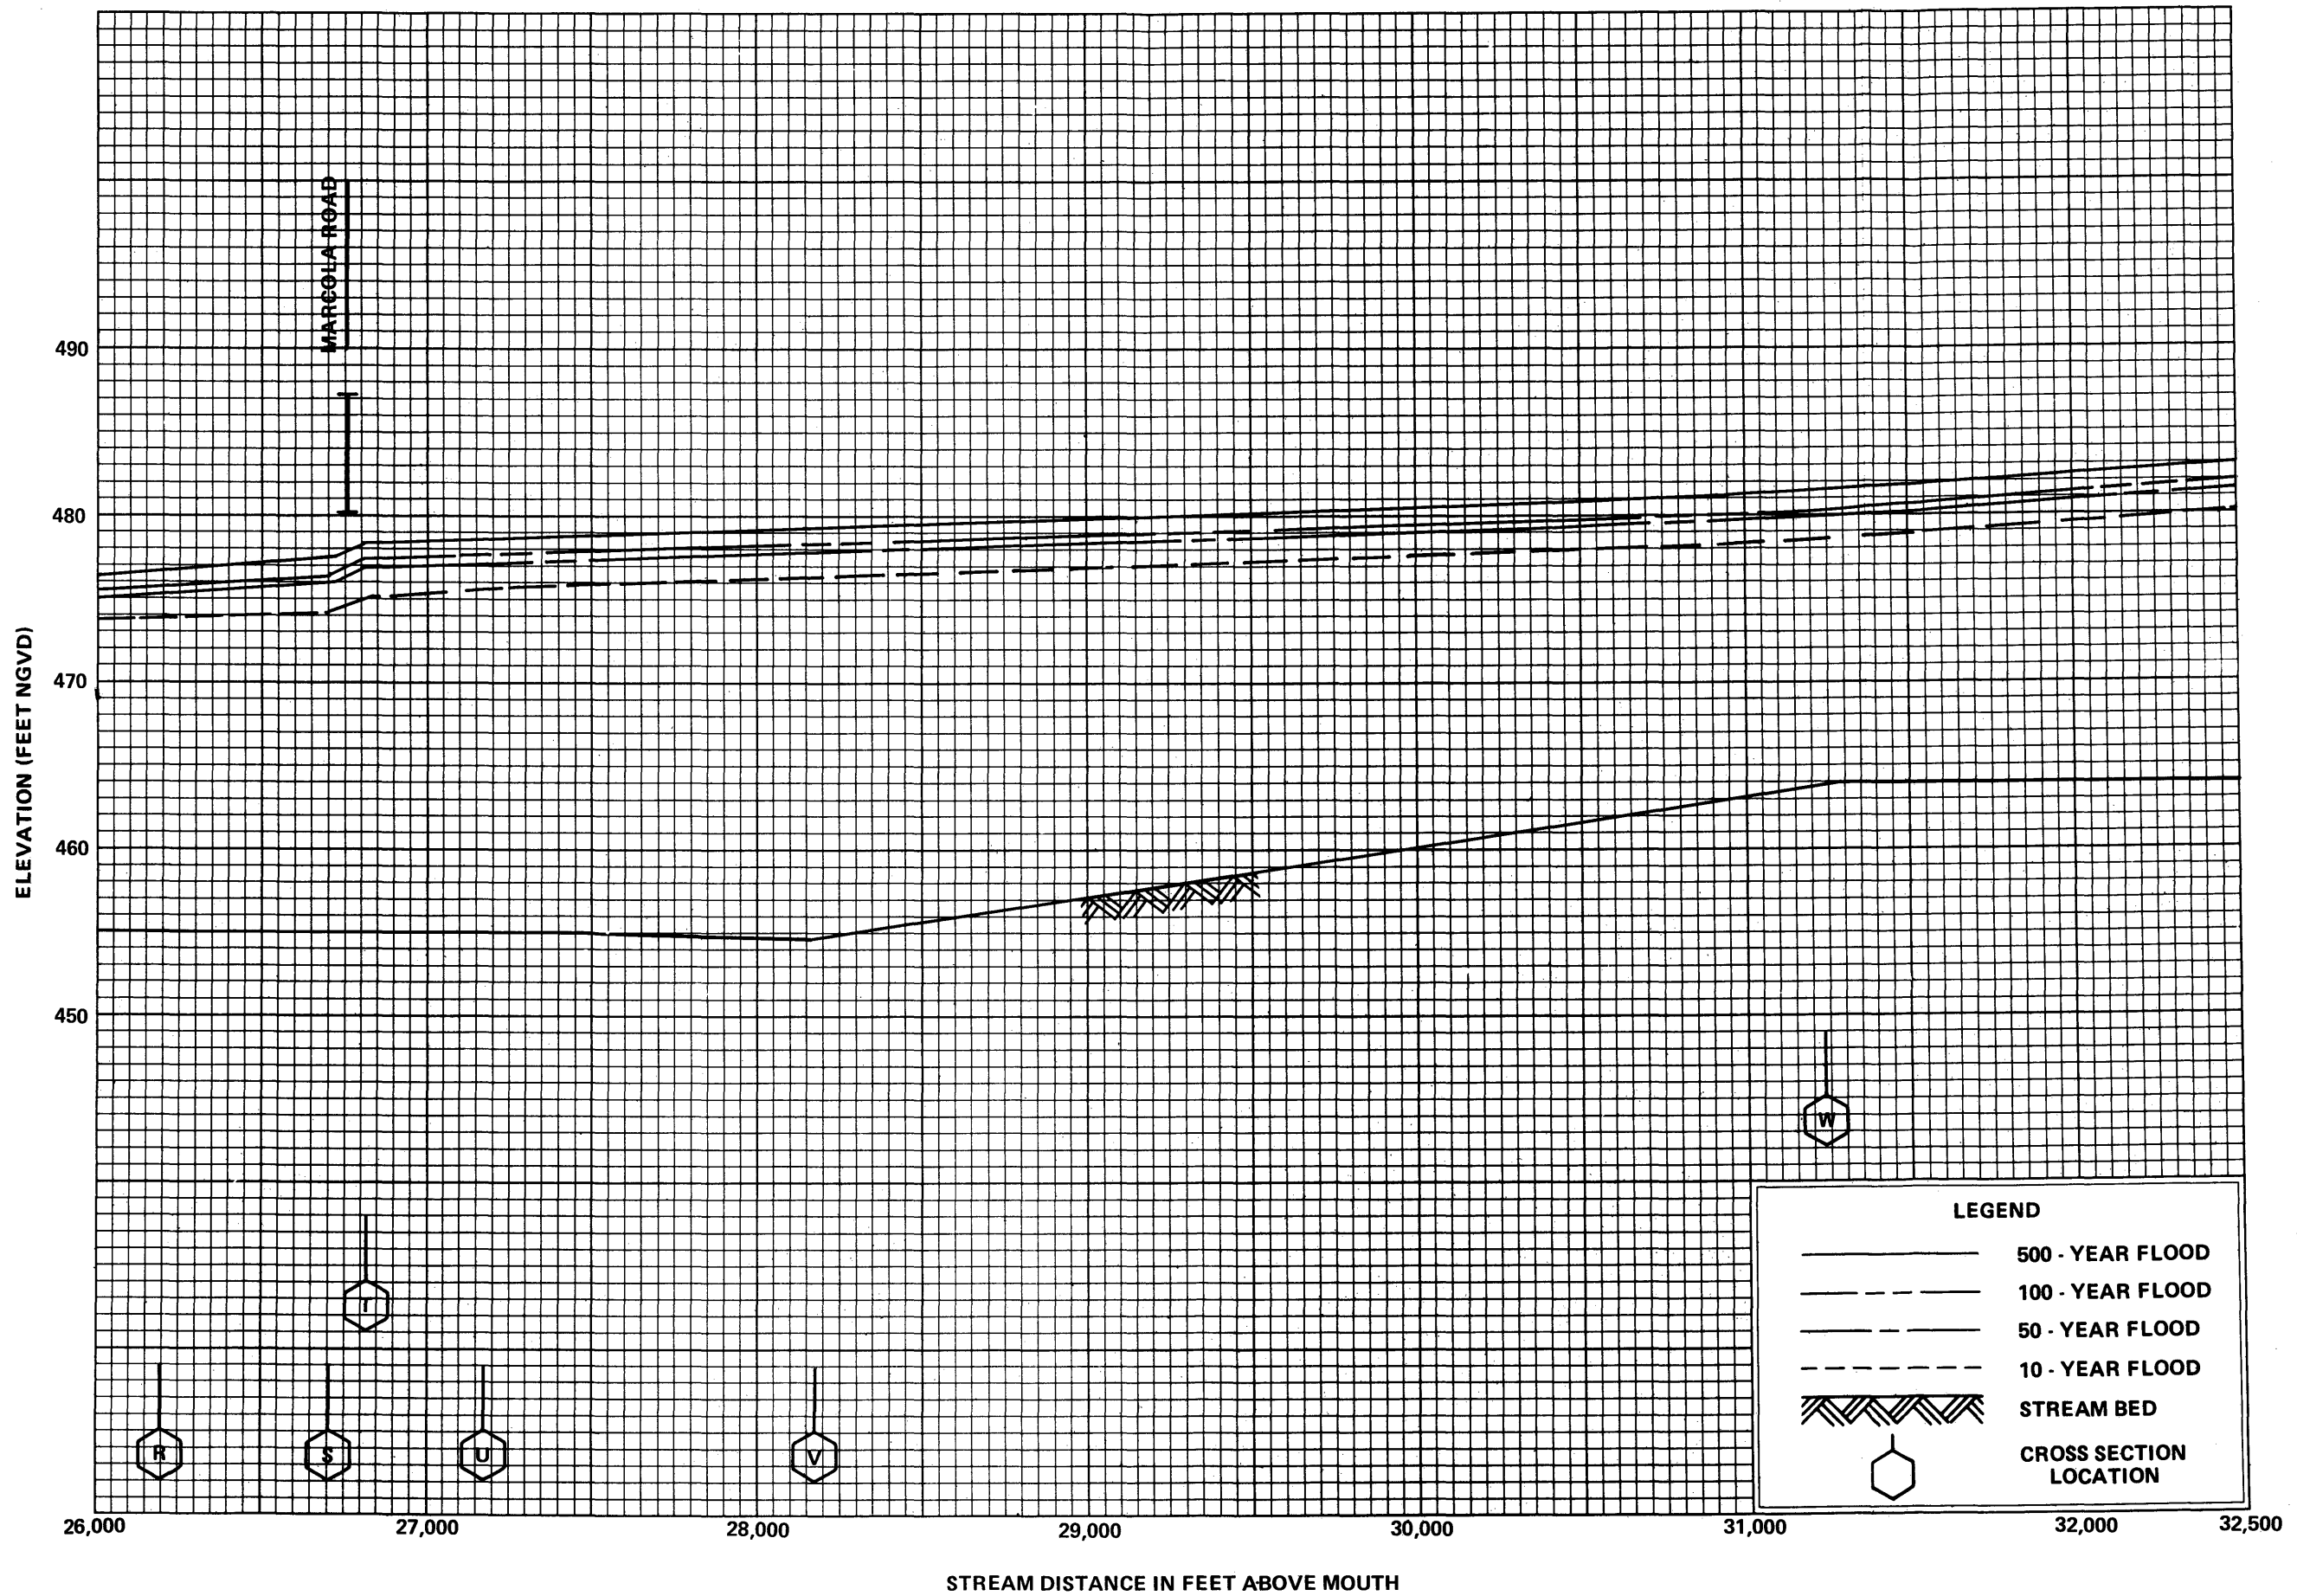 MARCOLA ROAD
490
480
470
460
450
ELEVATION (FEET NGVD)
W
T
R
S
U
V
LEGEND
500 - YEAR FLOOD
100 - YEAR FLOOD
50 - YEAR FLOOD
10 - YEAR FLOOD
STREAM BED
CROSS SECTION
LOCATION
26,000
27,000
28,000
29,000
30,000
31,000
32,000
32,500
STREAM DISTANCE IN FEET ABOVE MOUTH